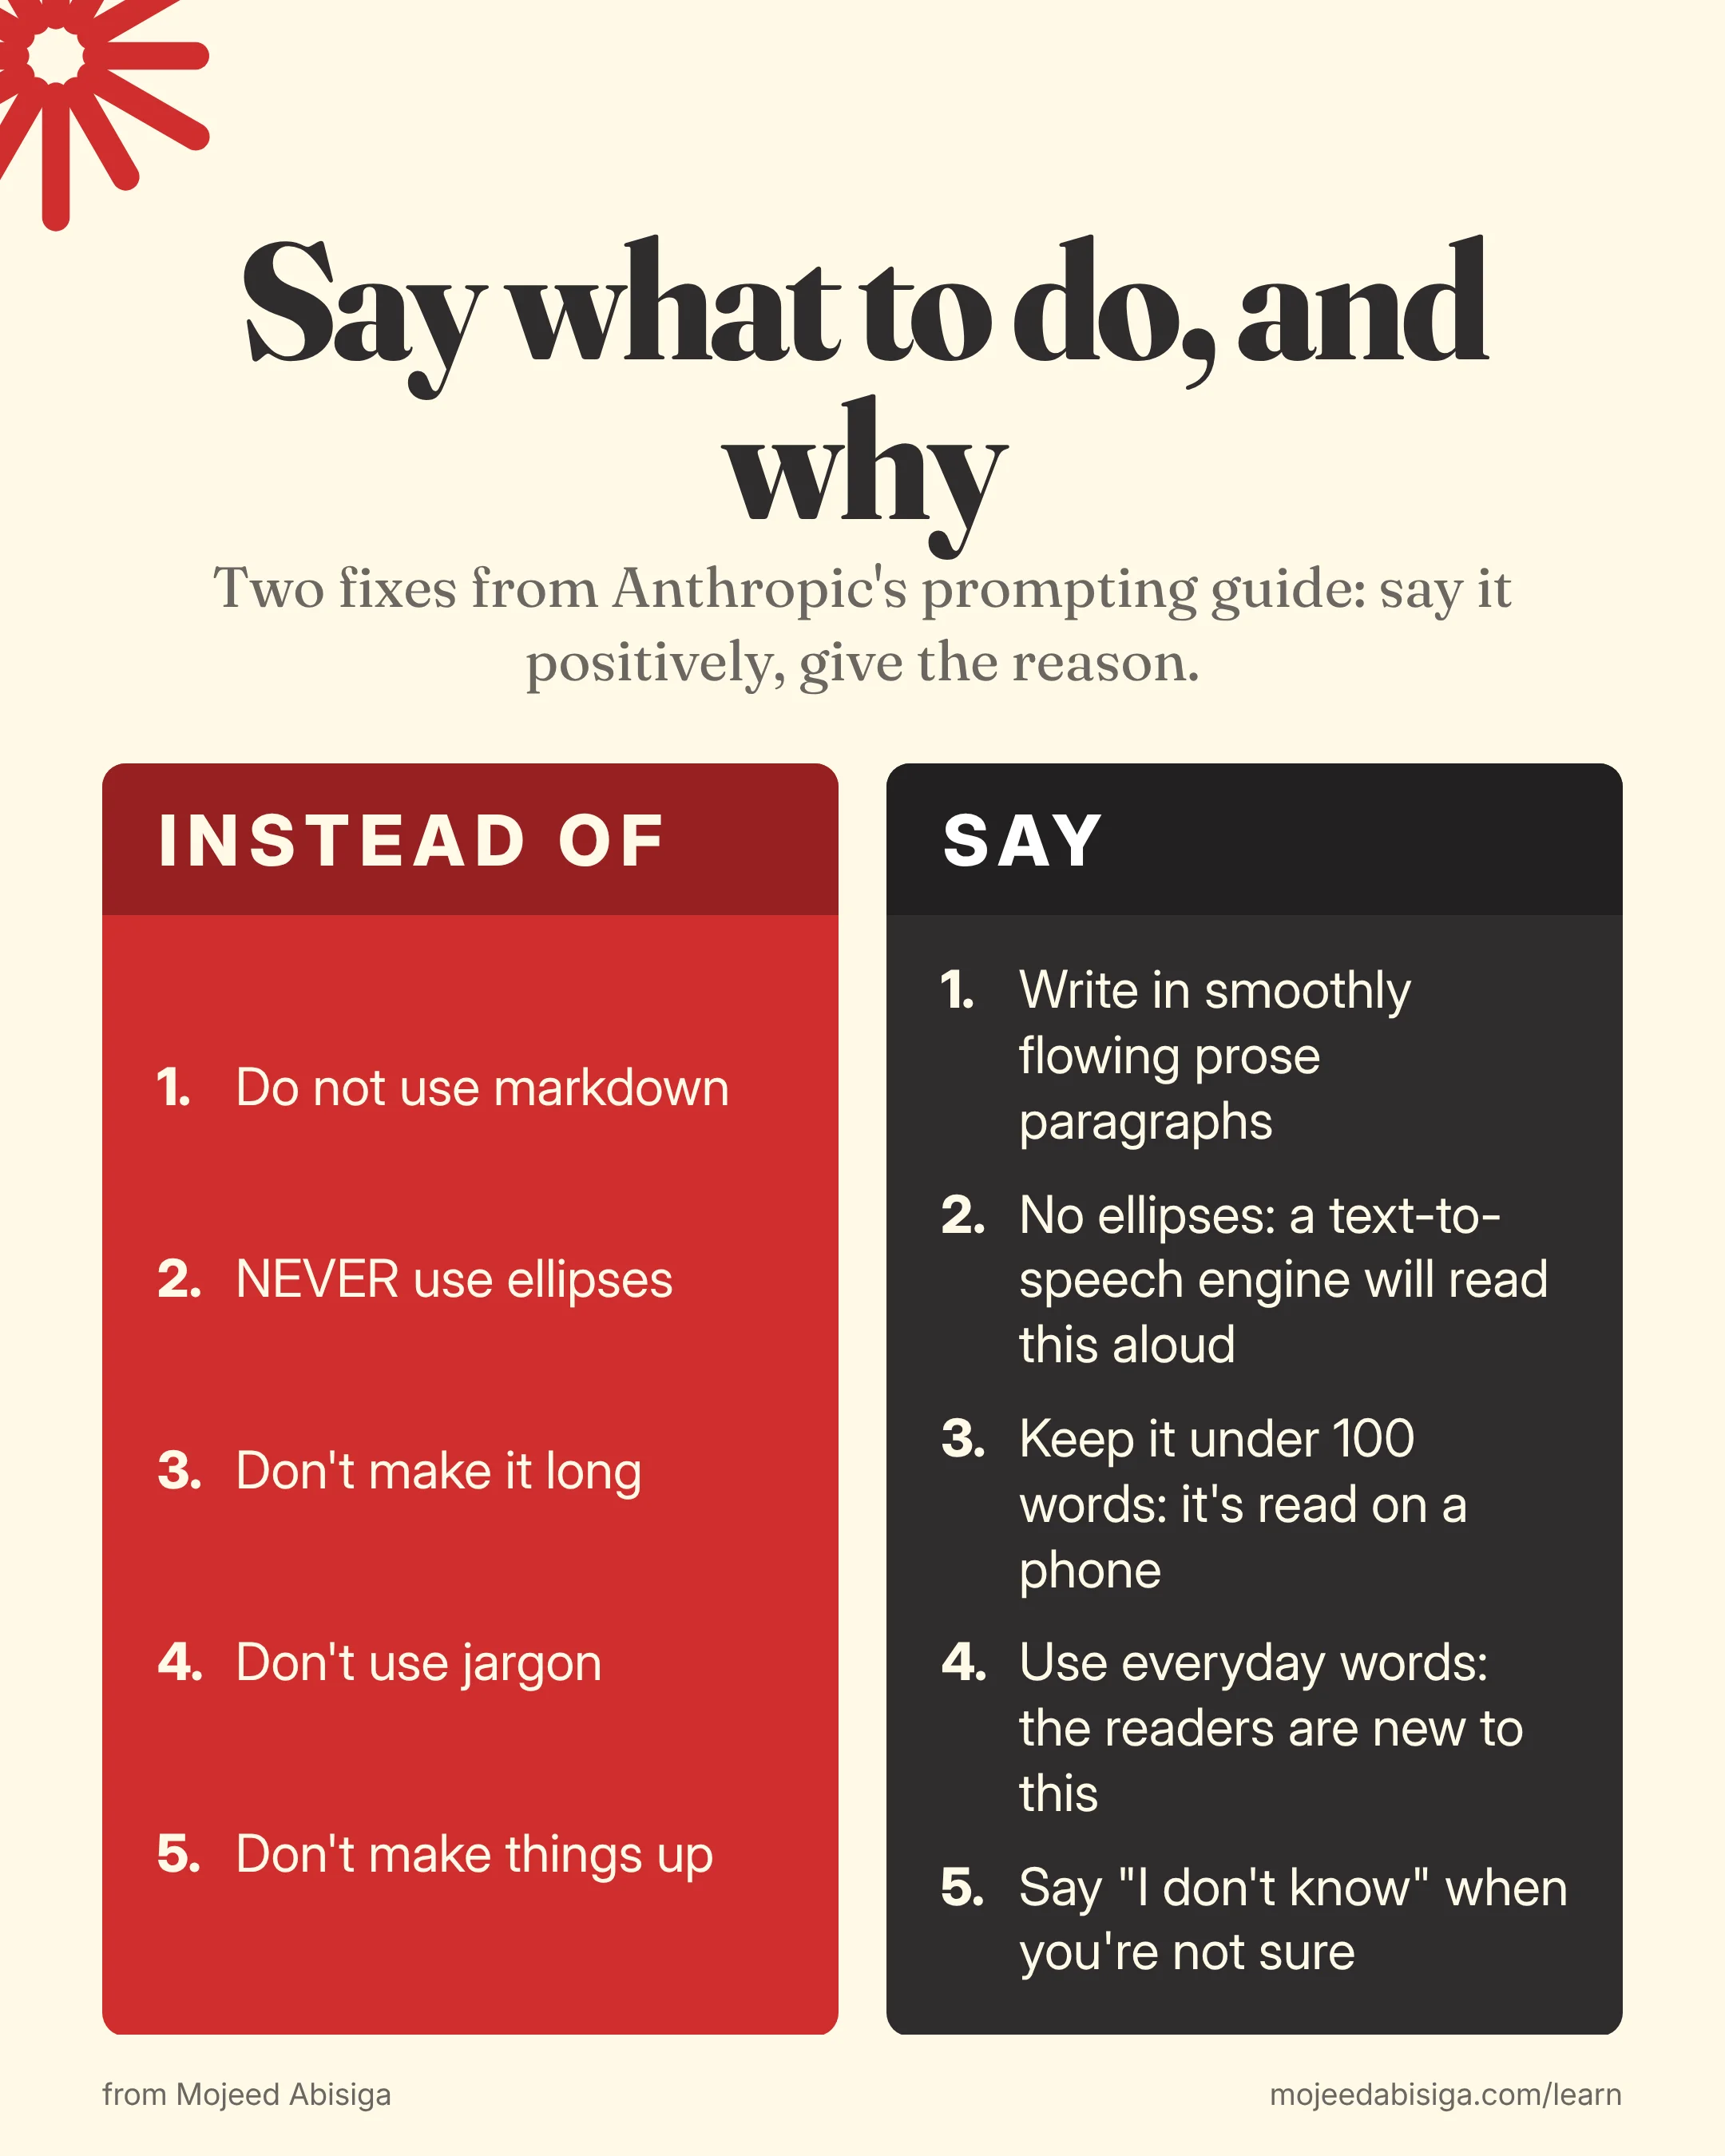 Say what to do, and
why
Two fixes from Anthropic's prompting guide: say it
positively, give the reason.
INSTEAD OF
1. Do not use markdown
2. NEVER use ellipses
3. Don't make it long
4. Don't use jargon
5. Don't make things up
SAY
1. Write in smoothly
flowing prose
paragraphs
2. No ellipses: a text-to-
speech engine will read
this aloud
3. Keep it under 100
words: it's read on a
phone
4. Use everyday words:
the readers are new to
this
5. Say "I don't know" when
you're not sure
from Mojeed Abisiga
mojeedabisiga.com/learn